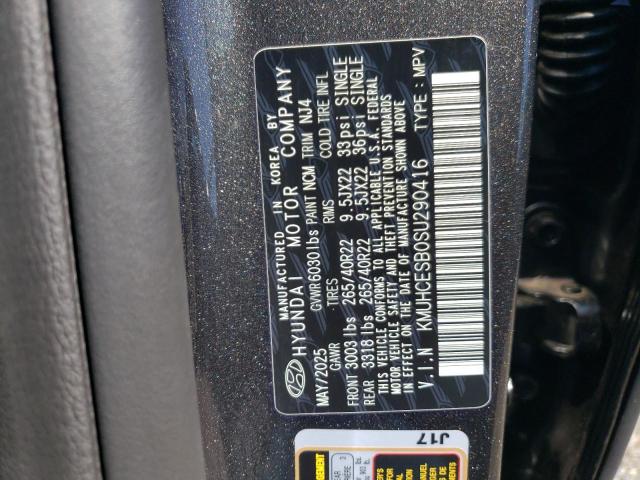 MANUFACTURED IN KOREA BY
HYUNDAI MOTOR COMPANY
MAY/2025 GVWR6030lbs PAINT NCM TRIM NJ4
GAWR TIRES RIMS COLD TIRE INFL
FRONT 3003 lbs 265/40R22 9.5JX22 33psi SINGLE
REAR 3318 lbs 265/40R22 9.5JX22 36psi SINGLE
THIS VEHICLE CONFORMS TO ALL APPLICABLE U.S.A. FEDERAL
MOTOR VEHICLE SAFETY AND THEFT PREVENTION STANDARDS
IN EFFECT ON THE DATE OF MANUFACTURE SHOWN ABOVE
V.I.N KMUHCESB0SU290416 TYPE : MPV
J17